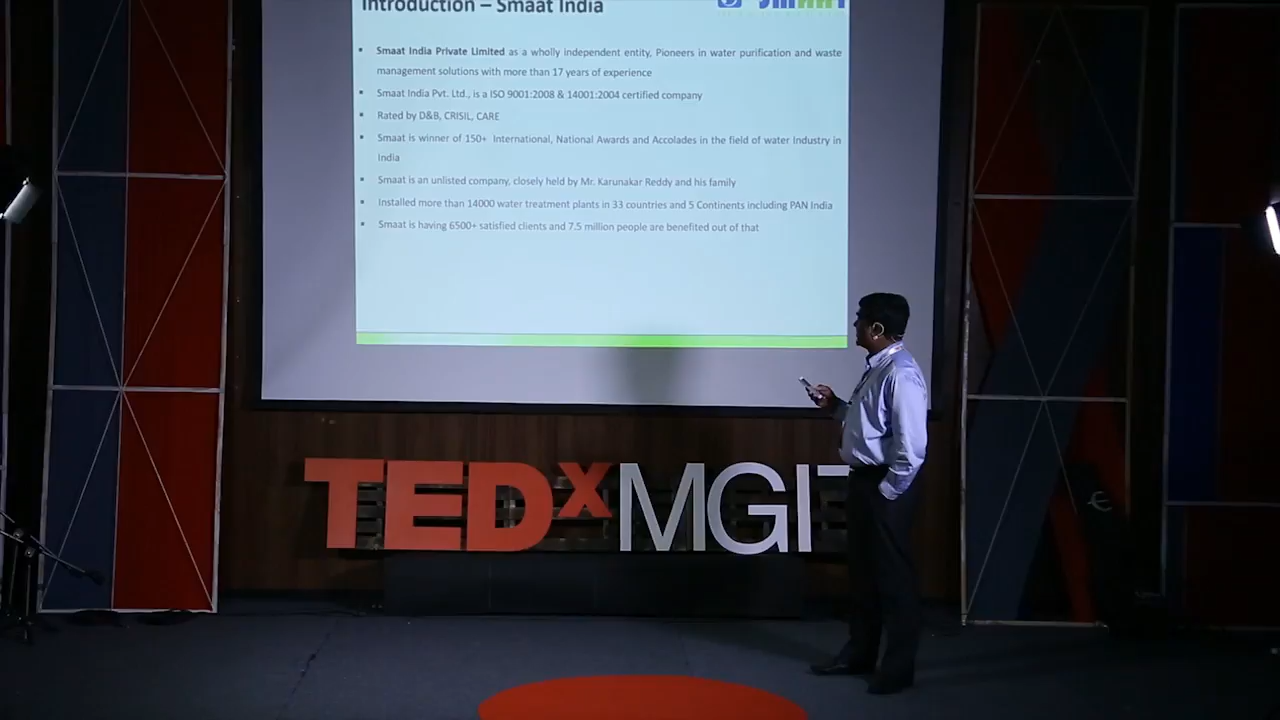 Introduction – Smaat India
Smaat India Private Limited as a wholly independent entity, Pioneers in water purification and waste
management solutions with more than 17 years of experience
Smaat India Pvt. Ltd., is a ISO 9001:2008 & 14001:2004 certified company
Rated by D&B, CRISIL, CARE
Smaat is winner of 150+ International, National Awards and Accolades in the field of water Industry in
India
Smaat is an unlisted company, closely held by Mr. Karunakar Reddy and his family
Installed more than 14000 water treatment plants in 33 countries and 5 Continents including PAN India
Smaat is having 6500+ satisfied clients and 7.5 million people are benefited out of that
TEDxMGIT